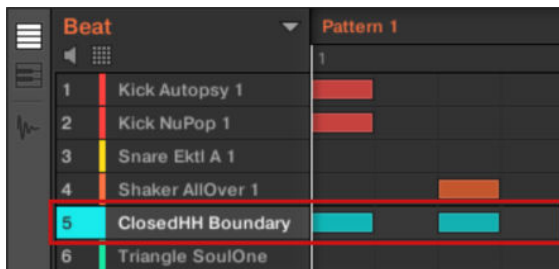 Beat
Pattern 1
1
1 Kick Autopsy 1
2 Kick NuPop 1
3 Snare Ektl A 1
4 Shaker AllOver 1
5 ClosedHH Boundary
6 Triangle SoulOne